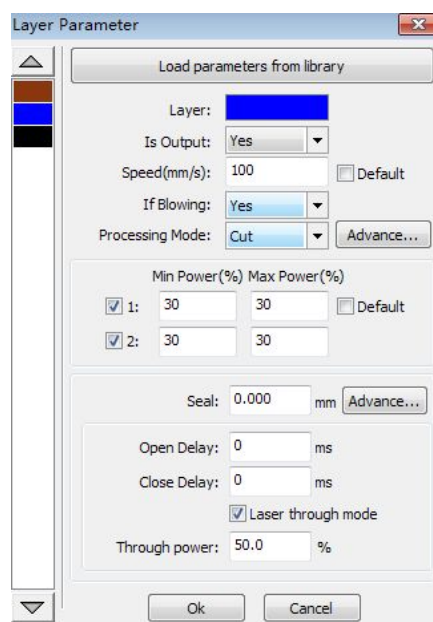 Layer Parameter
Load parameters from library
Layer:
Is Output: Yes
Speed(mm/s): 100 Default
If Blowing: Yes
Processing Mode: Cut Advance...
Min Power(%) Max Power(%)
1: 30 30 Default
2: 30 30
Seal: 0.000 mm Advance...
Open Delay: 0 ms
Close Delay: 0 ms
Laser through mode
Through power: 50.0 %
Ok Cancel